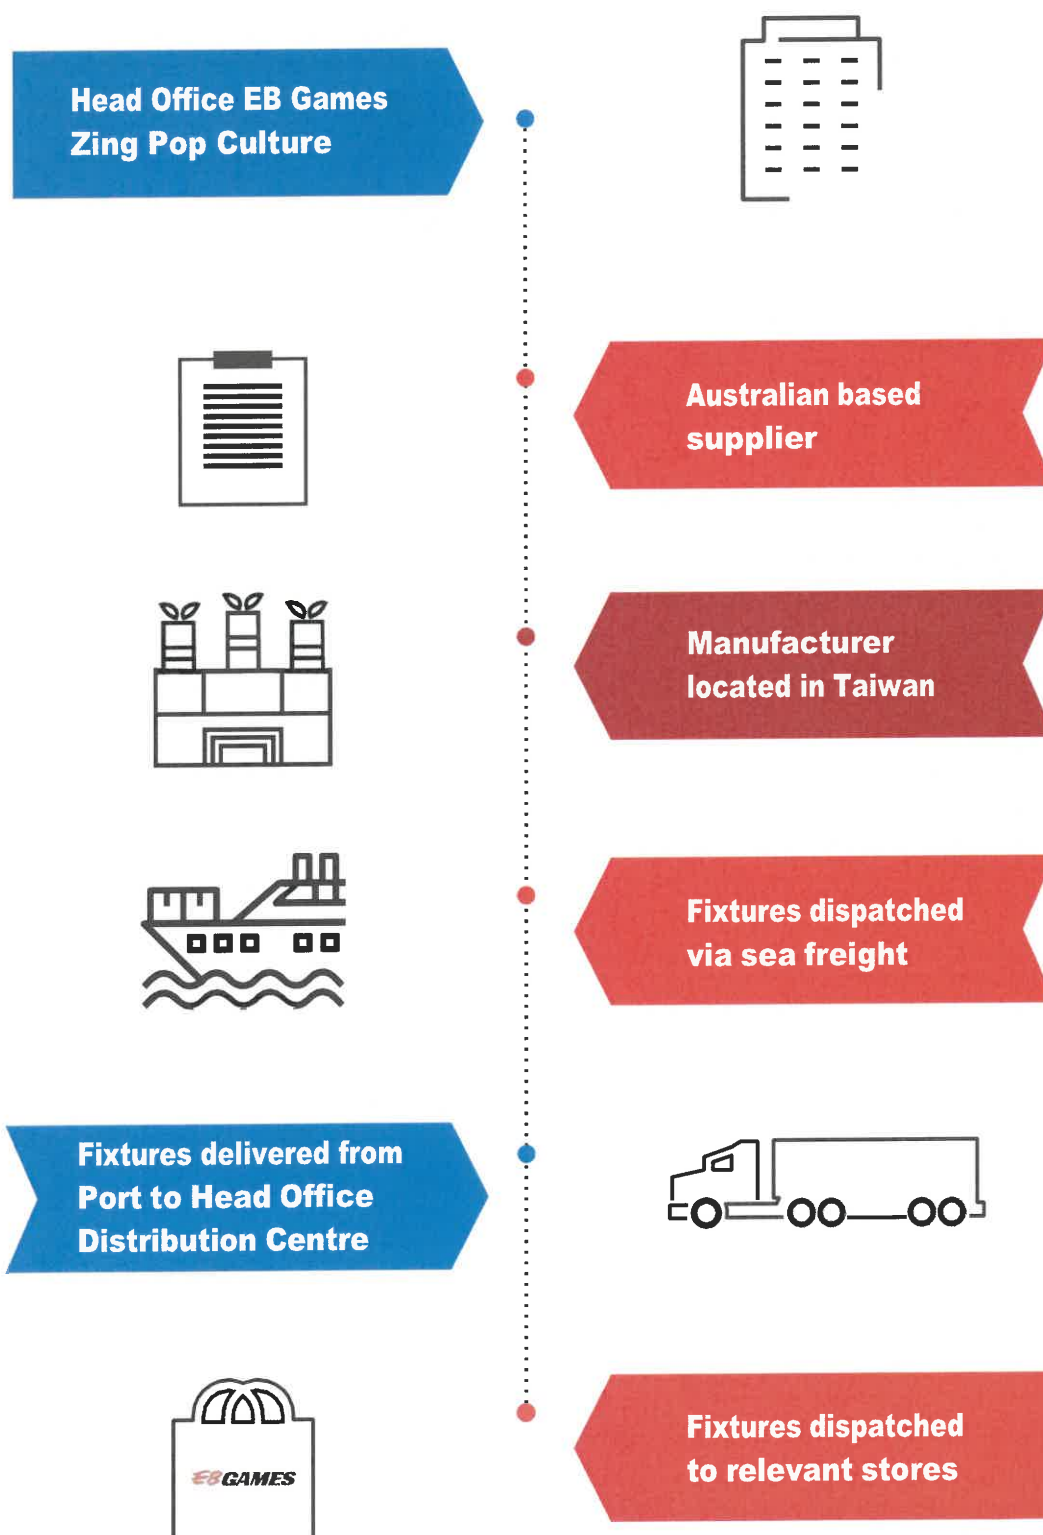 Head Office EB Games
Zing Pop Culture
Australian based
supplier
Manufacturer
located in Taiwan
Fixtures dispatched
via sea freight
Fixtures delivered from
Port to Head Office
Distribution Centre
EB GAMES
Fixtures dispatched
to relevant stores